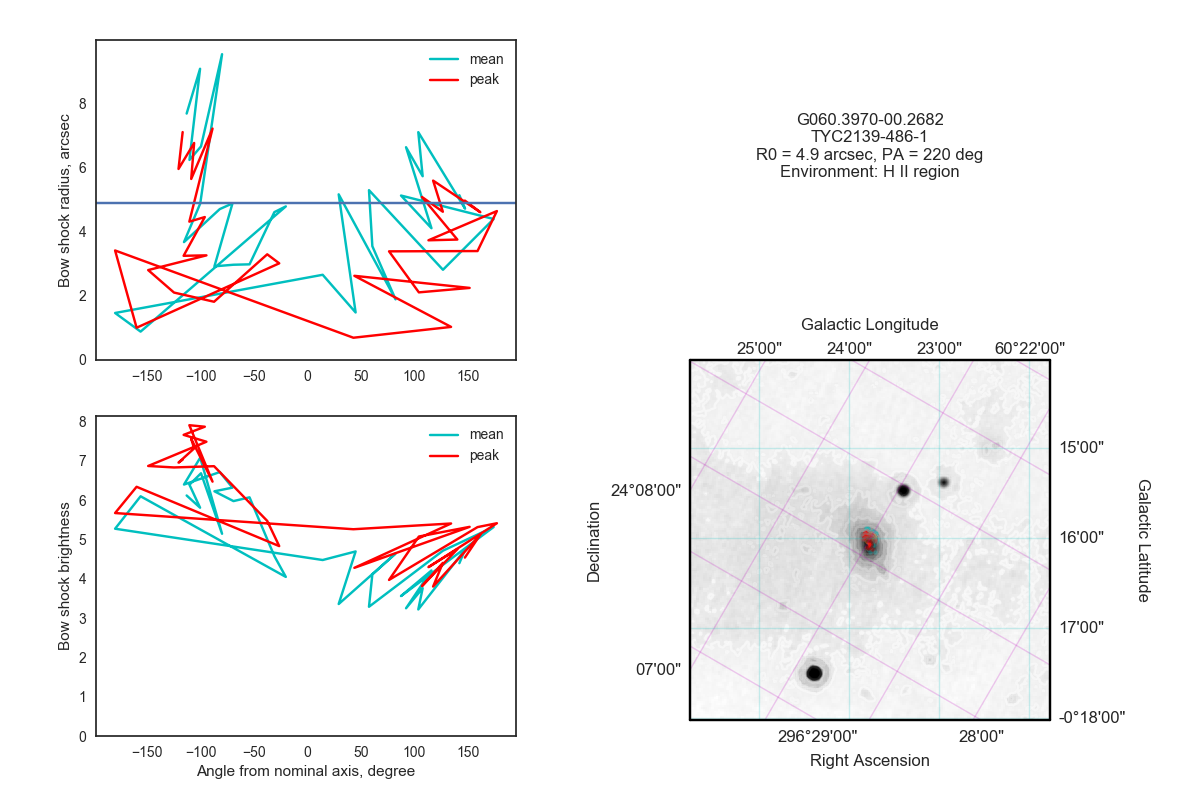 mean
peak
8
6
4
2
0
Bow shock radius, arcsec
−150
−100
−50
0
50
100
150
mean
peak
8
7
6
5
4
3
2
1
0
Bow shock brightness
−150
−100
−50
0
50
100
150
Angle from nominal axis, degree
G060.3970-00.2682
TYC2139-486-1
R0 = 4.9 arcsec, PA = 220 deg
Environment: H II region
Galactic Longitude
25'00"
24'00"
23'00"
60°22'00"
24°08'00"
07'00"
Declination
15'00"
16'00"
17'00"
-0°18'00"
Galactic Latitude
296°29'00"
28'00"
Right Ascension